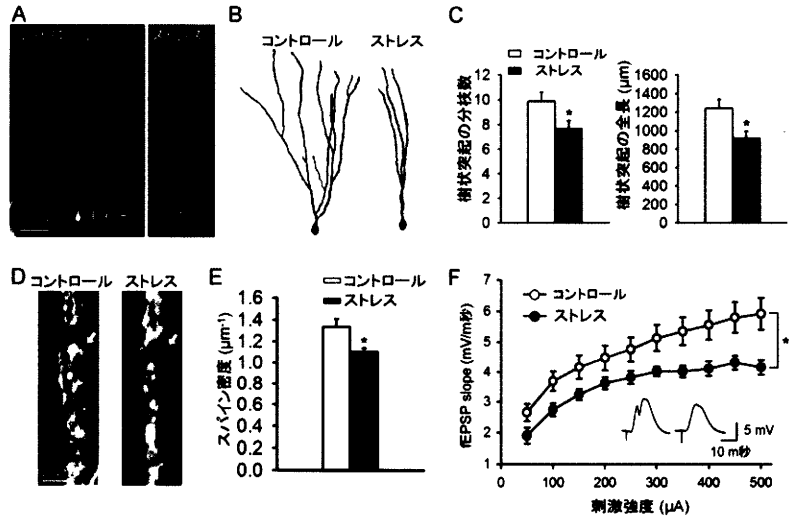 A
B
コントロール ストレス
C
コントロール
ストレス
樹状突起の分枝数
12
10
8
6
4
2
0
*
樹状突起の全長 (μm)
1600
1400
1200
1000
800
600
400
200
0
*
D
コントロール ストレス
E
コントロール
ストレス
スパイン密度 (μm⁻¹)
1.6
1.4
1.2
1.0
0.8
0.6
0.4
0.2
0.0
*
F
コントロール
ストレス
fEPSP slope (mV/m秒)
7
6
5
4
3
2
1
*
5 mV
10 m秒
0 100 200 300 400 500
刺激強度 (μA)